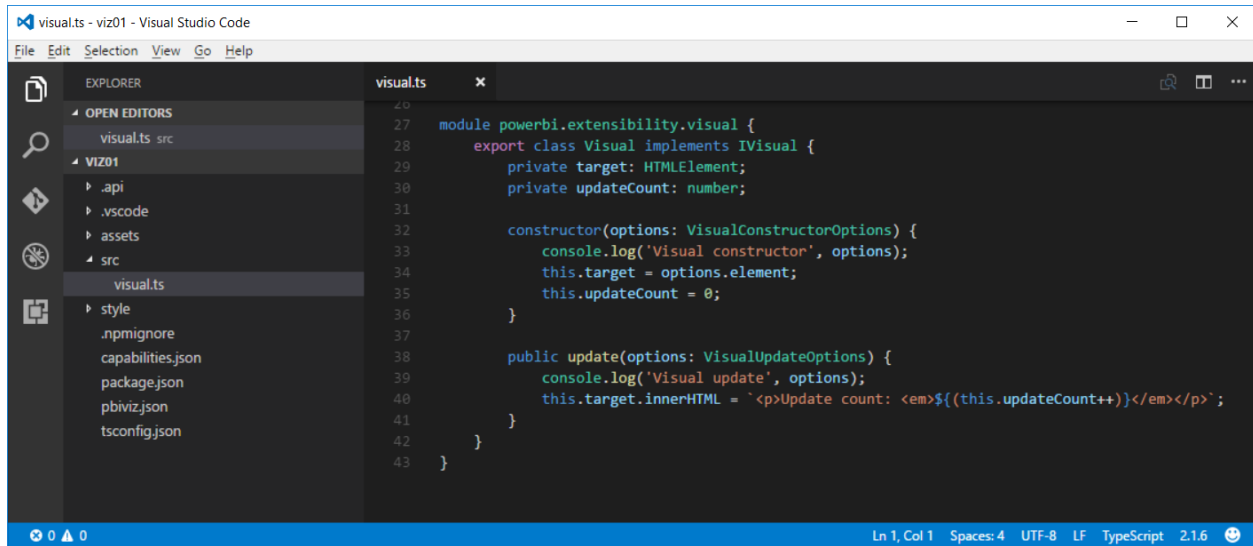 visual.ts - viz01 - Visual Studio Code
File Edit Selection View Go Help
EXPLORER
OPEN EDITORS
visual.ts src
VIZ01
.api
.vscode
assets
src
visual.ts
style
.npmignore
capabilities.json
package.json
pbiviz.json
tsconfig.json
visual.ts
26
27 module powerbi.extensibility.visual {
28     export class Visual implements IVisual {
29         private target: HTMLElement;
30         private updateCount: number;
31
32         constructor(options: VisualConstructorOptions) {
33             console.log('Visual constructor', options);
34             this.target = options.element;
35             this.updateCount = 0;
36         }
37
38         public update(options: VisualUpdateOptions) {
39             console.log('Visual update', options);
40             this.target.innerHTML = `<p>Update count: <em>${(this.updateCount++)}</em></p>`;
41         }
42     }
43 }
0 0 Ln 1, Col 1 Spaces: 4 UTF-8 LF TypeScript 2.1.6